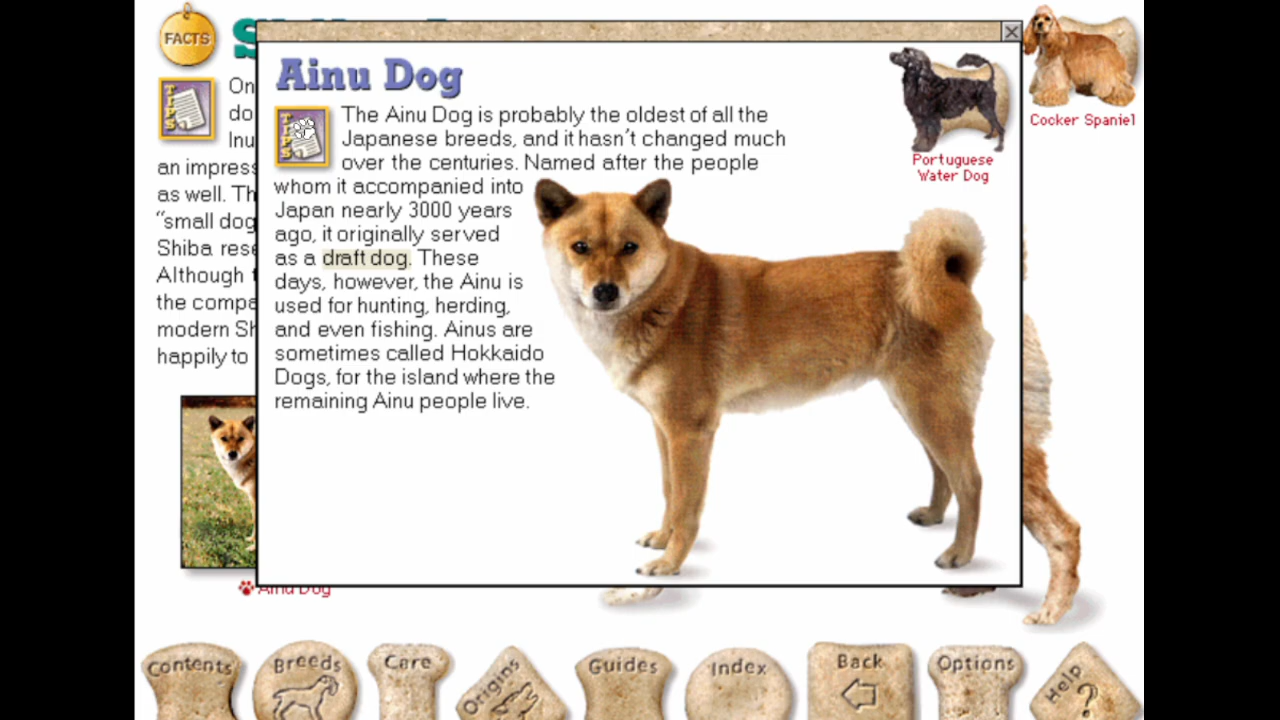 FACTS
TIPS
On
do
Inu
an impress
as well. Th
“small dog
Shiba rese
Although
the compa
modern Sh
happily to
Ainu Dog
TIPS
The Ainu Dog is probably the oldest of all the
Japanese breeds, and it hasn’t changed much
over the centuries. Named after the people
whom it accompanied into
Japan nearly 3000 years
ago, it originally served
as a draft dog. These
days, however, the Ainu is
used for hunting, herding,
and even fishing. Ainus are
sometimes called Hokkaido
Dogs, for the island where the
remaining Ainu people live.
Portuguese
Water Dog
Cocker Spaniel
Ainu Dog
Contents
Breeds
Care
Origins
Guides
Index
Back
Options
Help
?